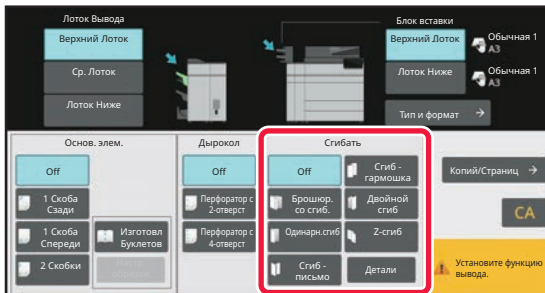 Лоток Вывода
Верхний Лоток
Ср. Лоток
Лоток Ниже
Блок вставки
Верхний Лоток
Обычная 1
A3
Лоток Ниже
Обычная 1
A3
Тип и формат
Основ. элем.
Off
1 Скоба
Сзади
1 Скоба
Спереди
2 Скобки
Изготовл
Буклетов
Дырокол
Off
Перфоратор с
2-отверст
Перфоратор с
4-отверст
Сгибать
Off
Сгиб -
гармошка
Брошюр.
со сгиб.
Двойной
сгиб
Одинарн.сгиб
Z-сгиб
Сгиб -
письмо
Детали
Копий/Страниц
CA
Установите функцию
вывода.